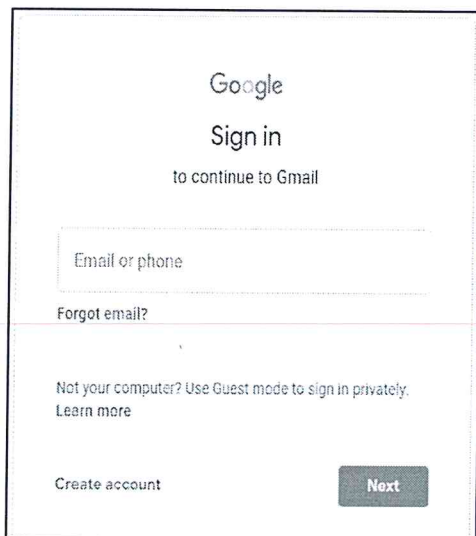 Google
Sign in
to continue to Gmail
Email or phone
Forgot email?
Not your computer? Use Guest mode to sign in privately.
Learn more
Create account
Next